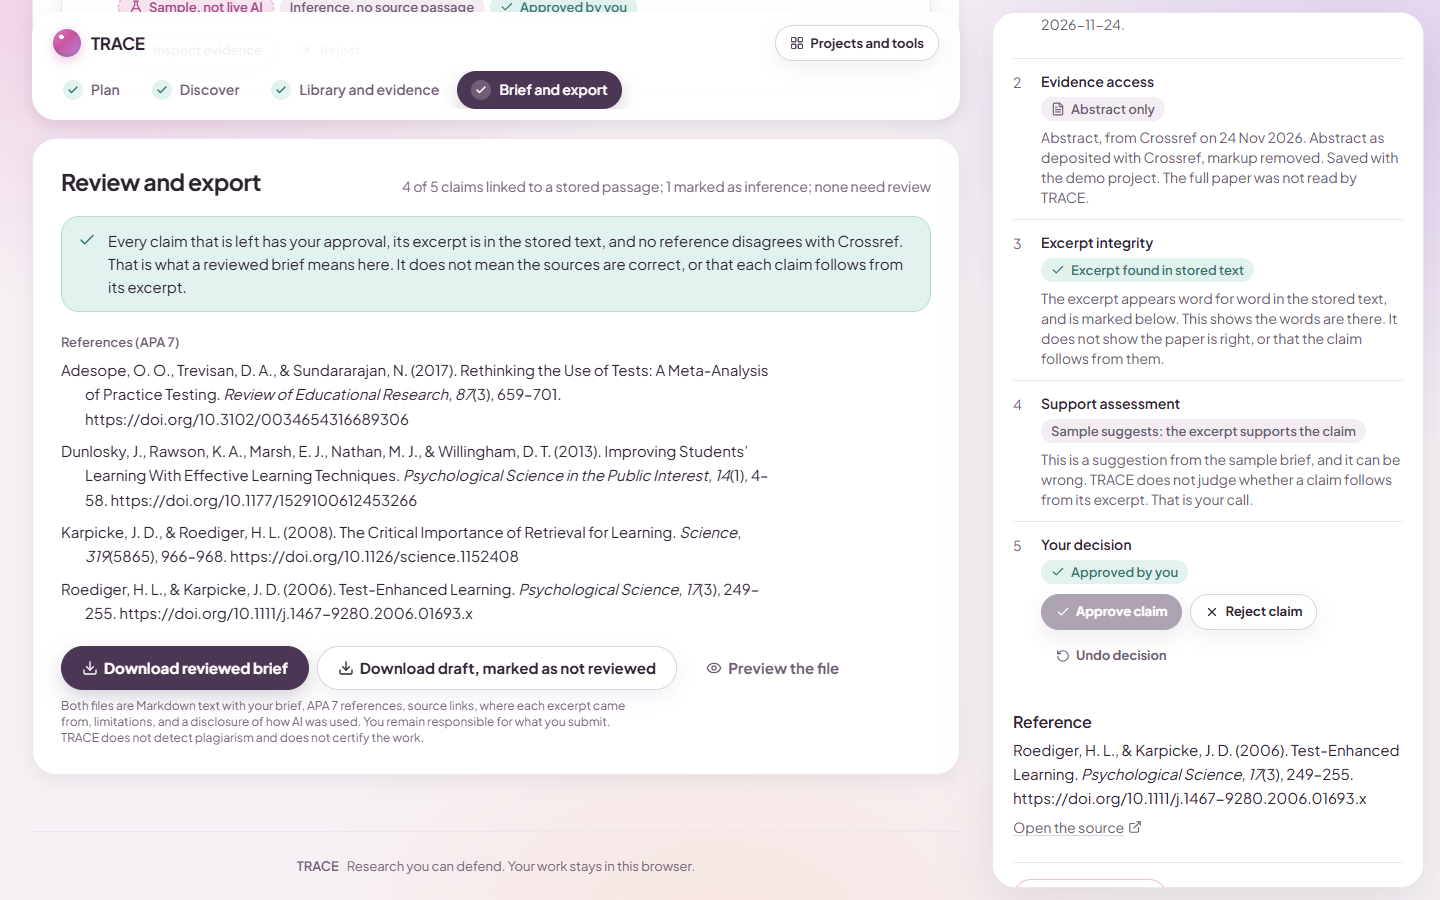 Sample, not live AI
Inference, no source passage
Approved by you
TRACE
Inspect evidence
Reject
Projects and tools
Plan
Discover
Library and evidence
Brief and export
Review and export
4 of 5 claims linked to a stored passage; 1 marked as inference; none need review
Every claim that is left has your approval, its excerpt is in the stored text, and no reference disagrees with Crossref.
That is what a reviewed brief means here. It does not mean the sources are correct, or that each claim follows from
its excerpt.
References (APA 7)
Adesope, O. O., Trevisan, D. A., & Sundararajan, N. (2017). Rethinking the Use of Tests: A Meta-Analysis
of Practice Testing. Review of Educational Research, 87(3), 659–701.
https://doi.org/10.3102/0034654316689306
Dunlosky, J., Rawson, K. A., Marsh, E. J., Nathan, M. J., & Willingham, D. T. (2013). Improving Students’
Learning With Effective Learning Techniques. Psychological Science in the Public Interest, 14(1), 4–
58. https://doi.org/10.1177/1529100612453266
Karpicke, J. D., & Roediger, H. L. (2008). The Critical Importance of Retrieval for Learning. Science,
319(5865), 966–968. https://doi.org/10.1126/science.1152408
Roediger, H. L., & Karpicke, J. D. (2006). Test-Enhanced Learning. Psychological Science, 17(3), 249–
255. https://doi.org/10.1111/j.1467-9280.2006.01693.x
Download reviewed brief
Download draft, marked as not reviewed
Preview the file
Both files are Markdown text with your brief, APA 7 references, source links, where each excerpt came
from, limitations, and a disclosure of how AI was used. You remain responsible for what you submit.
TRACE does not detect plagiarism and does not certify the work.
TRACE Research you can defend. Your work stays in this browser.
2026-11-24.
2 Evidence access
Abstract only
Abstract, from Crossref on 24 Nov 2026. Abstract as
deposited with Crossref, markup removed. Saved with
the demo project. The full paper was not read by
TRACE.
3 Excerpt integrity
Excerpt found in stored text
The excerpt appears word for word in the stored text,
and is marked below. This shows the words are there. It
does not show the paper is right, or that the claim
follows from them.
4 Support assessment
Sample suggests: the excerpt supports the claim
This is a suggestion from the sample brief, and it can be
wrong. TRACE does not judge whether a claim follows
from its excerpt. That is your call.
5 Your decision
Approved by you
Approve claim
Reject claim
Undo decision
Reference
Roediger, H. L., & Karpicke, J. D. (2006). Test-Enhanced
Learning. Psychological Science, 17(3), 249–255.
https://doi.org/10.1111/j.1467-9280.2006.01693.x
Open the source